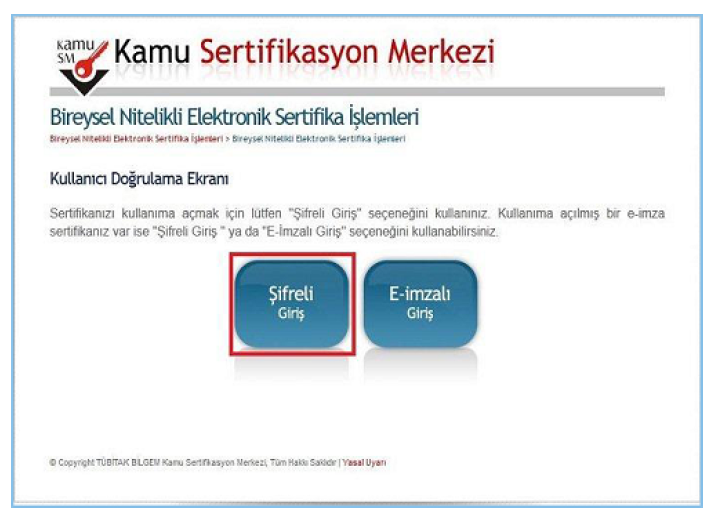 kamu
SM
Kamu Sertifikasyon Merkezi
Bireysel Nitelikli Elektronik Sertifika İşlemleri
Bireysel Nitelikli Elektronik Sertifika İşlemleri > Bireysel Nitelikli Elektronik Sertifika İşlemleri
Kullanıcı Doğrulama Ekranı
Sertifikanızı kullanıma açmak için lütfen "Şifreli Giriş" seçeneğini kullanınız. Kullanıma açılmış bir e-imza
sertifikanız var ise "Şifreli Giriş " ya da "E-İmzalı Giriş" seçeneğini kullanabilirsiniz.
Şifreli
Giriş
E-imzalı
Giriş
© Copyright TÜBİTAK BİLGEM Kamu Sertifikasyon Merkezi, Tüm Hakkı Saklıdır | Yasal Uyarı